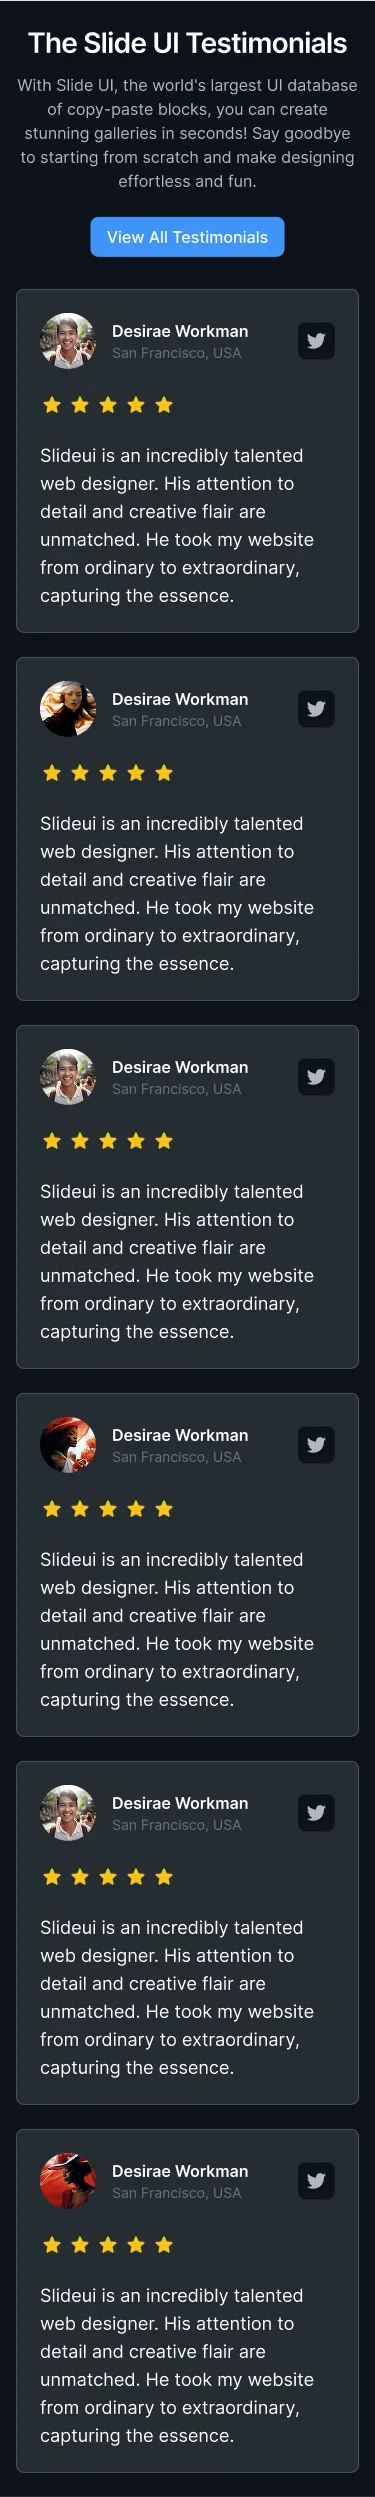 The Slide UI Testimonials
With Slide UI, the world's largest UI database
of copy-paste blocks, you can create
stunning galleries in seconds! Say goodbye
to starting from scratch and make designing
effortless and fun.
View All Testimonials
Desirae Workman
San Francisco, USA
Slideui is an incredibly talented
web designer. His attention to
detail and creative flair are
unmatched. He took my website
from ordinary to extraordinary,
capturing the essence.
Desirae Workman
San Francisco, USA
Slideui is an incredibly talented
web designer. His attention to
detail and creative flair are
unmatched. He took my website
from ordinary to extraordinary,
capturing the essence.
Desirae Workman
San Francisco, USA
Slideui is an incredibly talented
web designer. His attention to
detail and creative flair are
unmatched. He took my website
from ordinary to extraordinary,
capturing the essence.
Desirae Workman
San Francisco, USA
Slideui is an incredibly talented
web designer. His attention to
detail and creative flair are
unmatched. He took my website
from ordinary to extraordinary,
capturing the essence.
Desirae Workman
San Francisco, USA
Slideui is an incredibly talented
web designer. His attention to
detail and creative flair are
unmatched. He took my website
from ordinary to extraordinary,
capturing the essence.
Desirae Workman
San Francisco, USA
Slideui is an incredibly talented
web designer. His attention to
detail and creative flair are
unmatched. He took my website
from ordinary to extraordinary,
capturing the essence.